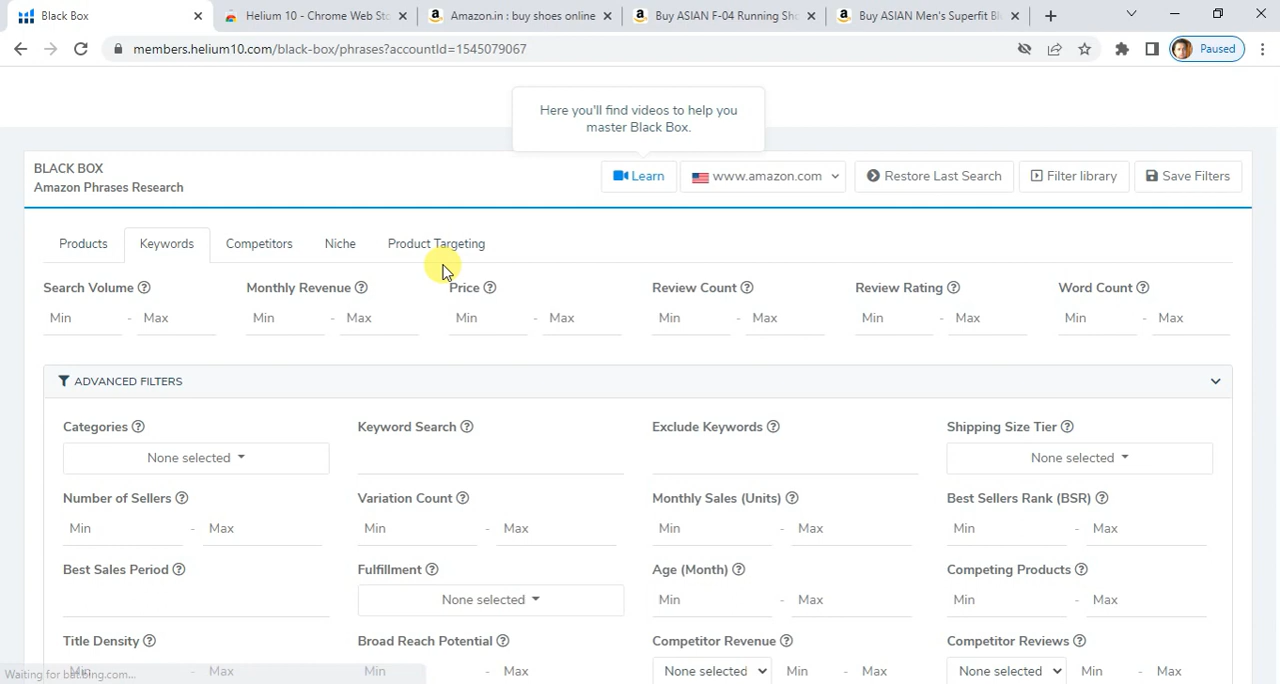 Black Box
Helium 10 - Chrome Web Sto
Amazon.in : buy shoes online
Buy ASIAN F-04 Running Sho
Buy ASIAN Men's Superfit Bl
members.helium10.com/black-box/phrases?accountId=1545079067
Paused
Here you'll find videos to help you
master Black Box.
BLACK BOX
Amazon Phrases Research
Learn
www.amazon.com
Restore Last Search
Filter library
Save Filters
Products
Keywords
Competitors
Niche
Product Targeting
Search Volume
Monthly Revenue
Price
Review Count
Review Rating
Word Count
Min - Max
Min - Max
Min - Max
Min - Max
Min - Max
Min - Max
ADVANCED FILTERS
Categories
Keyword Search
Exclude Keywords
Shipping Size Tier
None selected
None selected
Number of Sellers
Variation Count
Monthly Sales (Units)
Best Sellers Rank (BSR)
Min - Max
Min - Max
Min - Max
Min - Max
Best Sales Period
Fulfillment
Age (Month)
Competing Products
None selected
Min - Max
Min - Max
Title Density
Broad Reach Potential
Competitor Revenue
Competitor Reviews
Min - Max
Min - Max
None selected
Min - Max
None selected
Min - Max
Waiting for bat.bing.com...